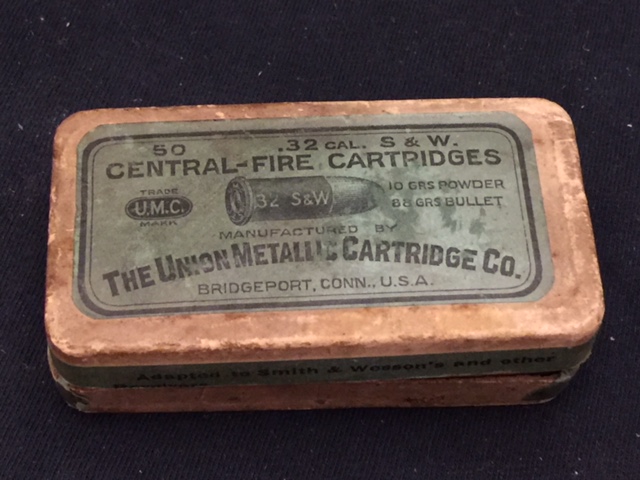 50 .32 CAL. S & W.
CENTRAL-FIRE CARTRIDGES
TRADE
U.M.C.
MARK
32 S&W
10 GRS POWDER
88 GRS BULLET
MANUFACTURED BY
THE UNION METALLIC CARTRIDGE CO.
BRIDGEPORT, CONN., U.S.A.
Adapted to Smith & Wesson's and other